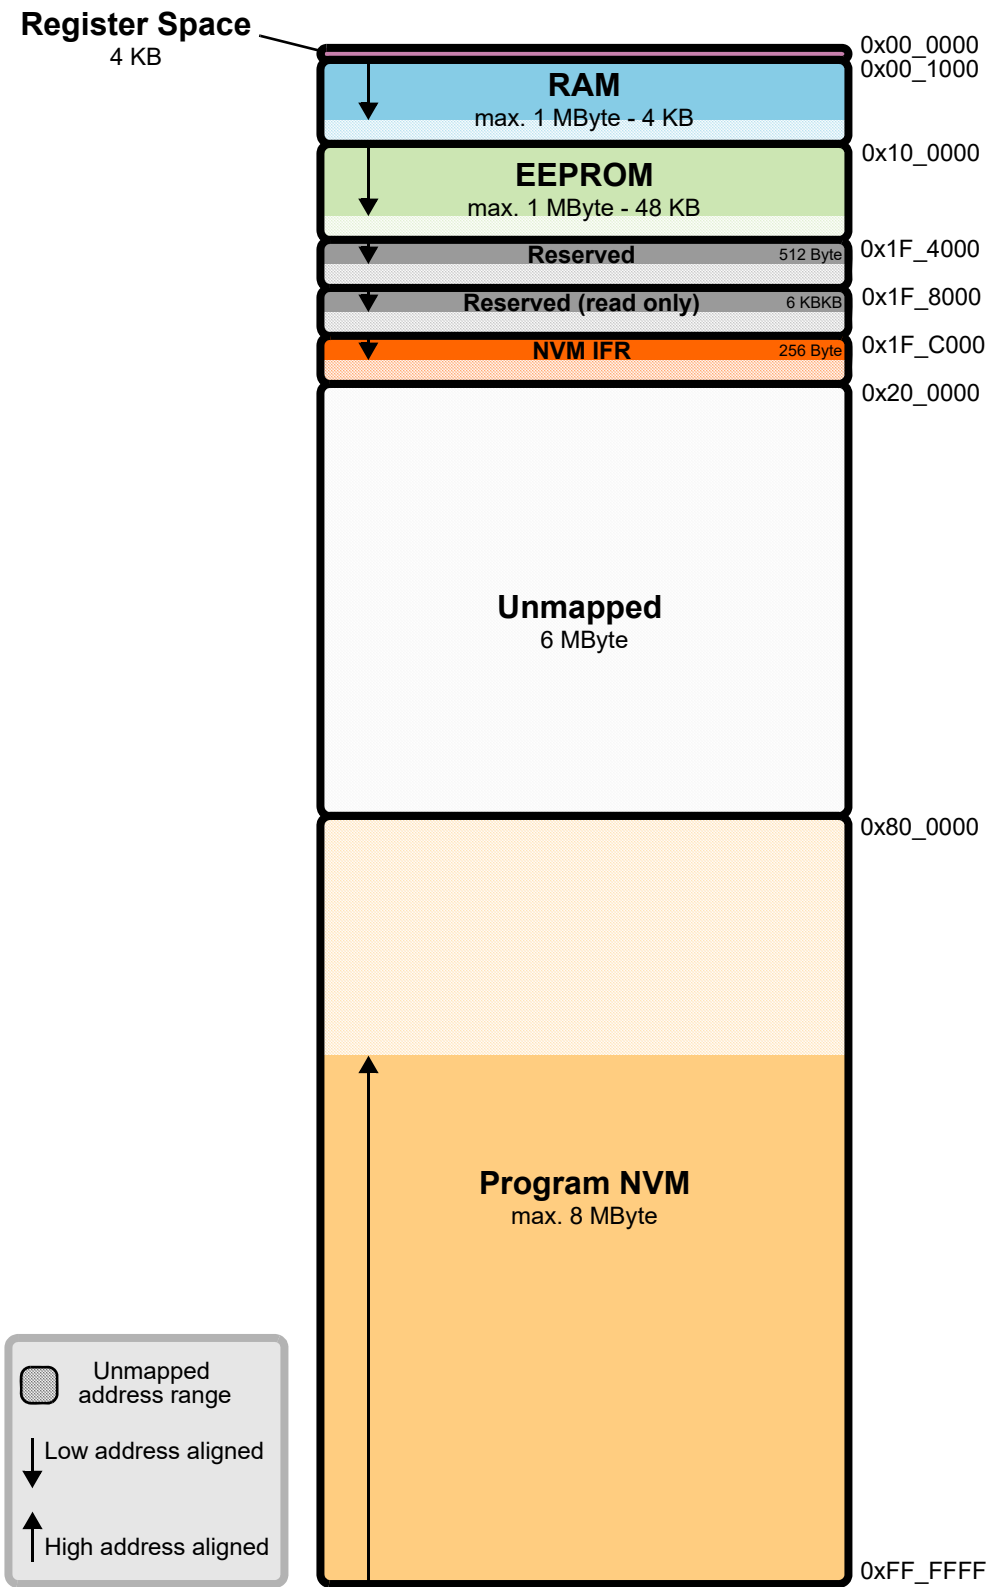 Register Space
4 KB
0x00_0000
0x00_1000
RAM
max. 1 MByte - 4 KB
0x10_0000
EEPROM
max. 1 MByte - 48 KB
0x1F_4000
Reserved
512 Byte
0x1F_8000
Reserved (read only)
6 KBKB
0x1F_C000
NVM IFR
256 Byte
0x20_0000
Unmapped
6 MByte
0x80_0000
Program NVM
max. 8 MByte
Unmapped
address range
Low address aligned
High address aligned
0xFF_FFFF